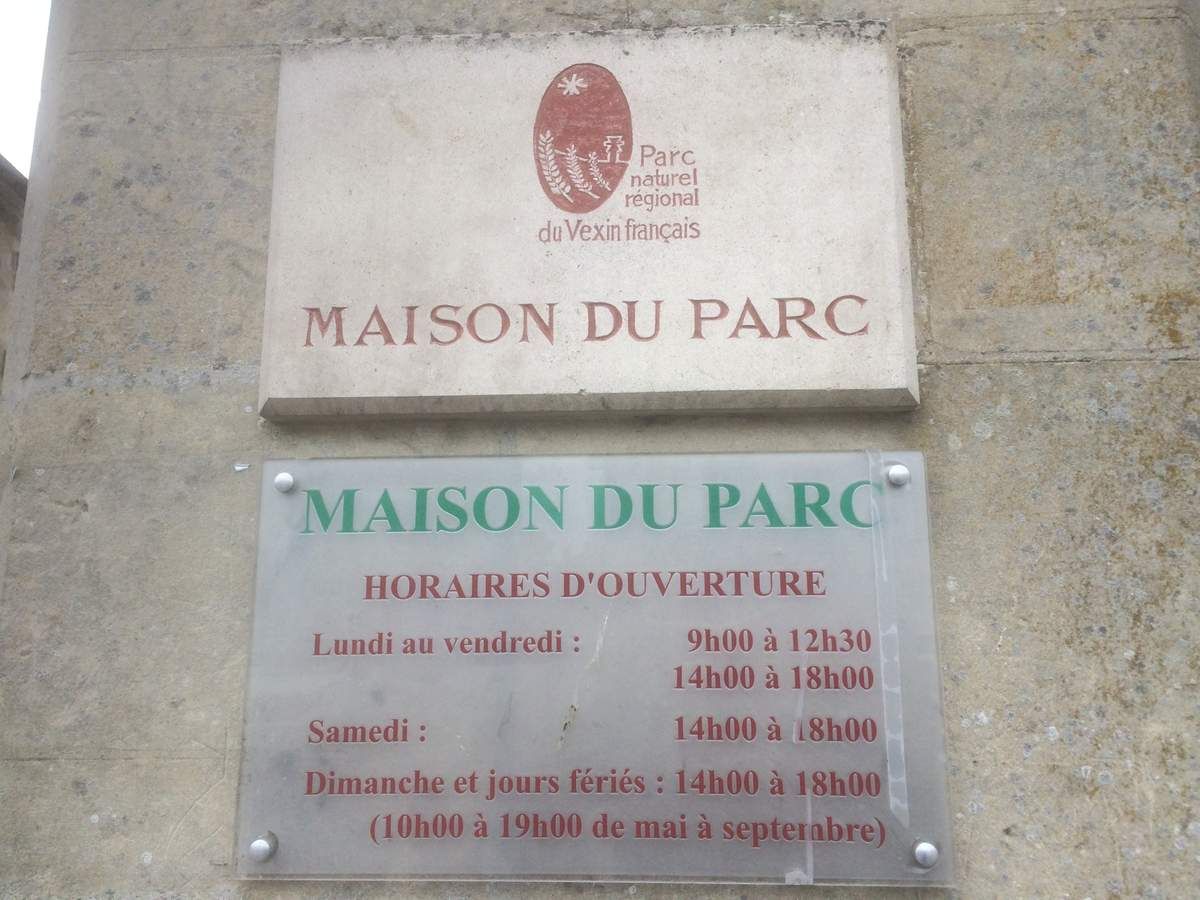 Parc
naturel
régional
du Vexin français
MAISON DU PARC
MAISON DU PARC
HORAIRES D'OUVERTURE
Lundi au vendredi : 9h00 à 12h30
14h00 à 18h00
Samedi : 14h00 à 18h00
Dimanche et jours fériés : 14h00 à 18h00
(10h00 à 19h00 de mai à septembre)